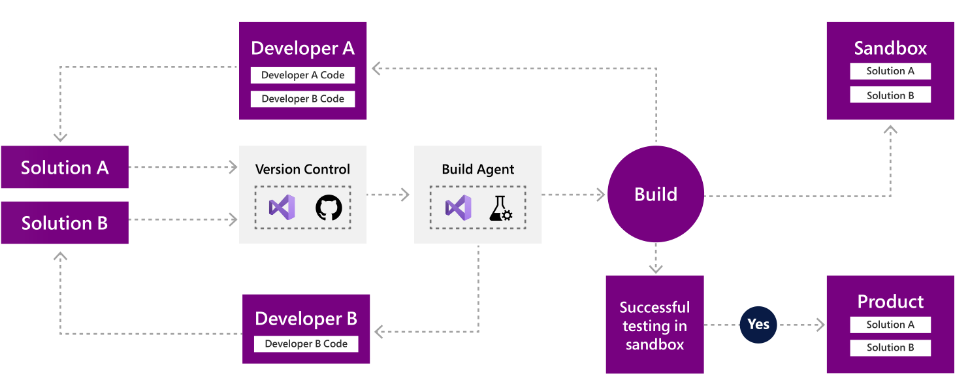 Developer A
Developer A Code
Developer B Code
Sandbox
Solution A
Solution B
Solution A
Solution B
Version Control
Build Agent
Build
Developer B
Developer B Code
Successful
testing in
sandbox
Yes
Product
Solution A
Solution B